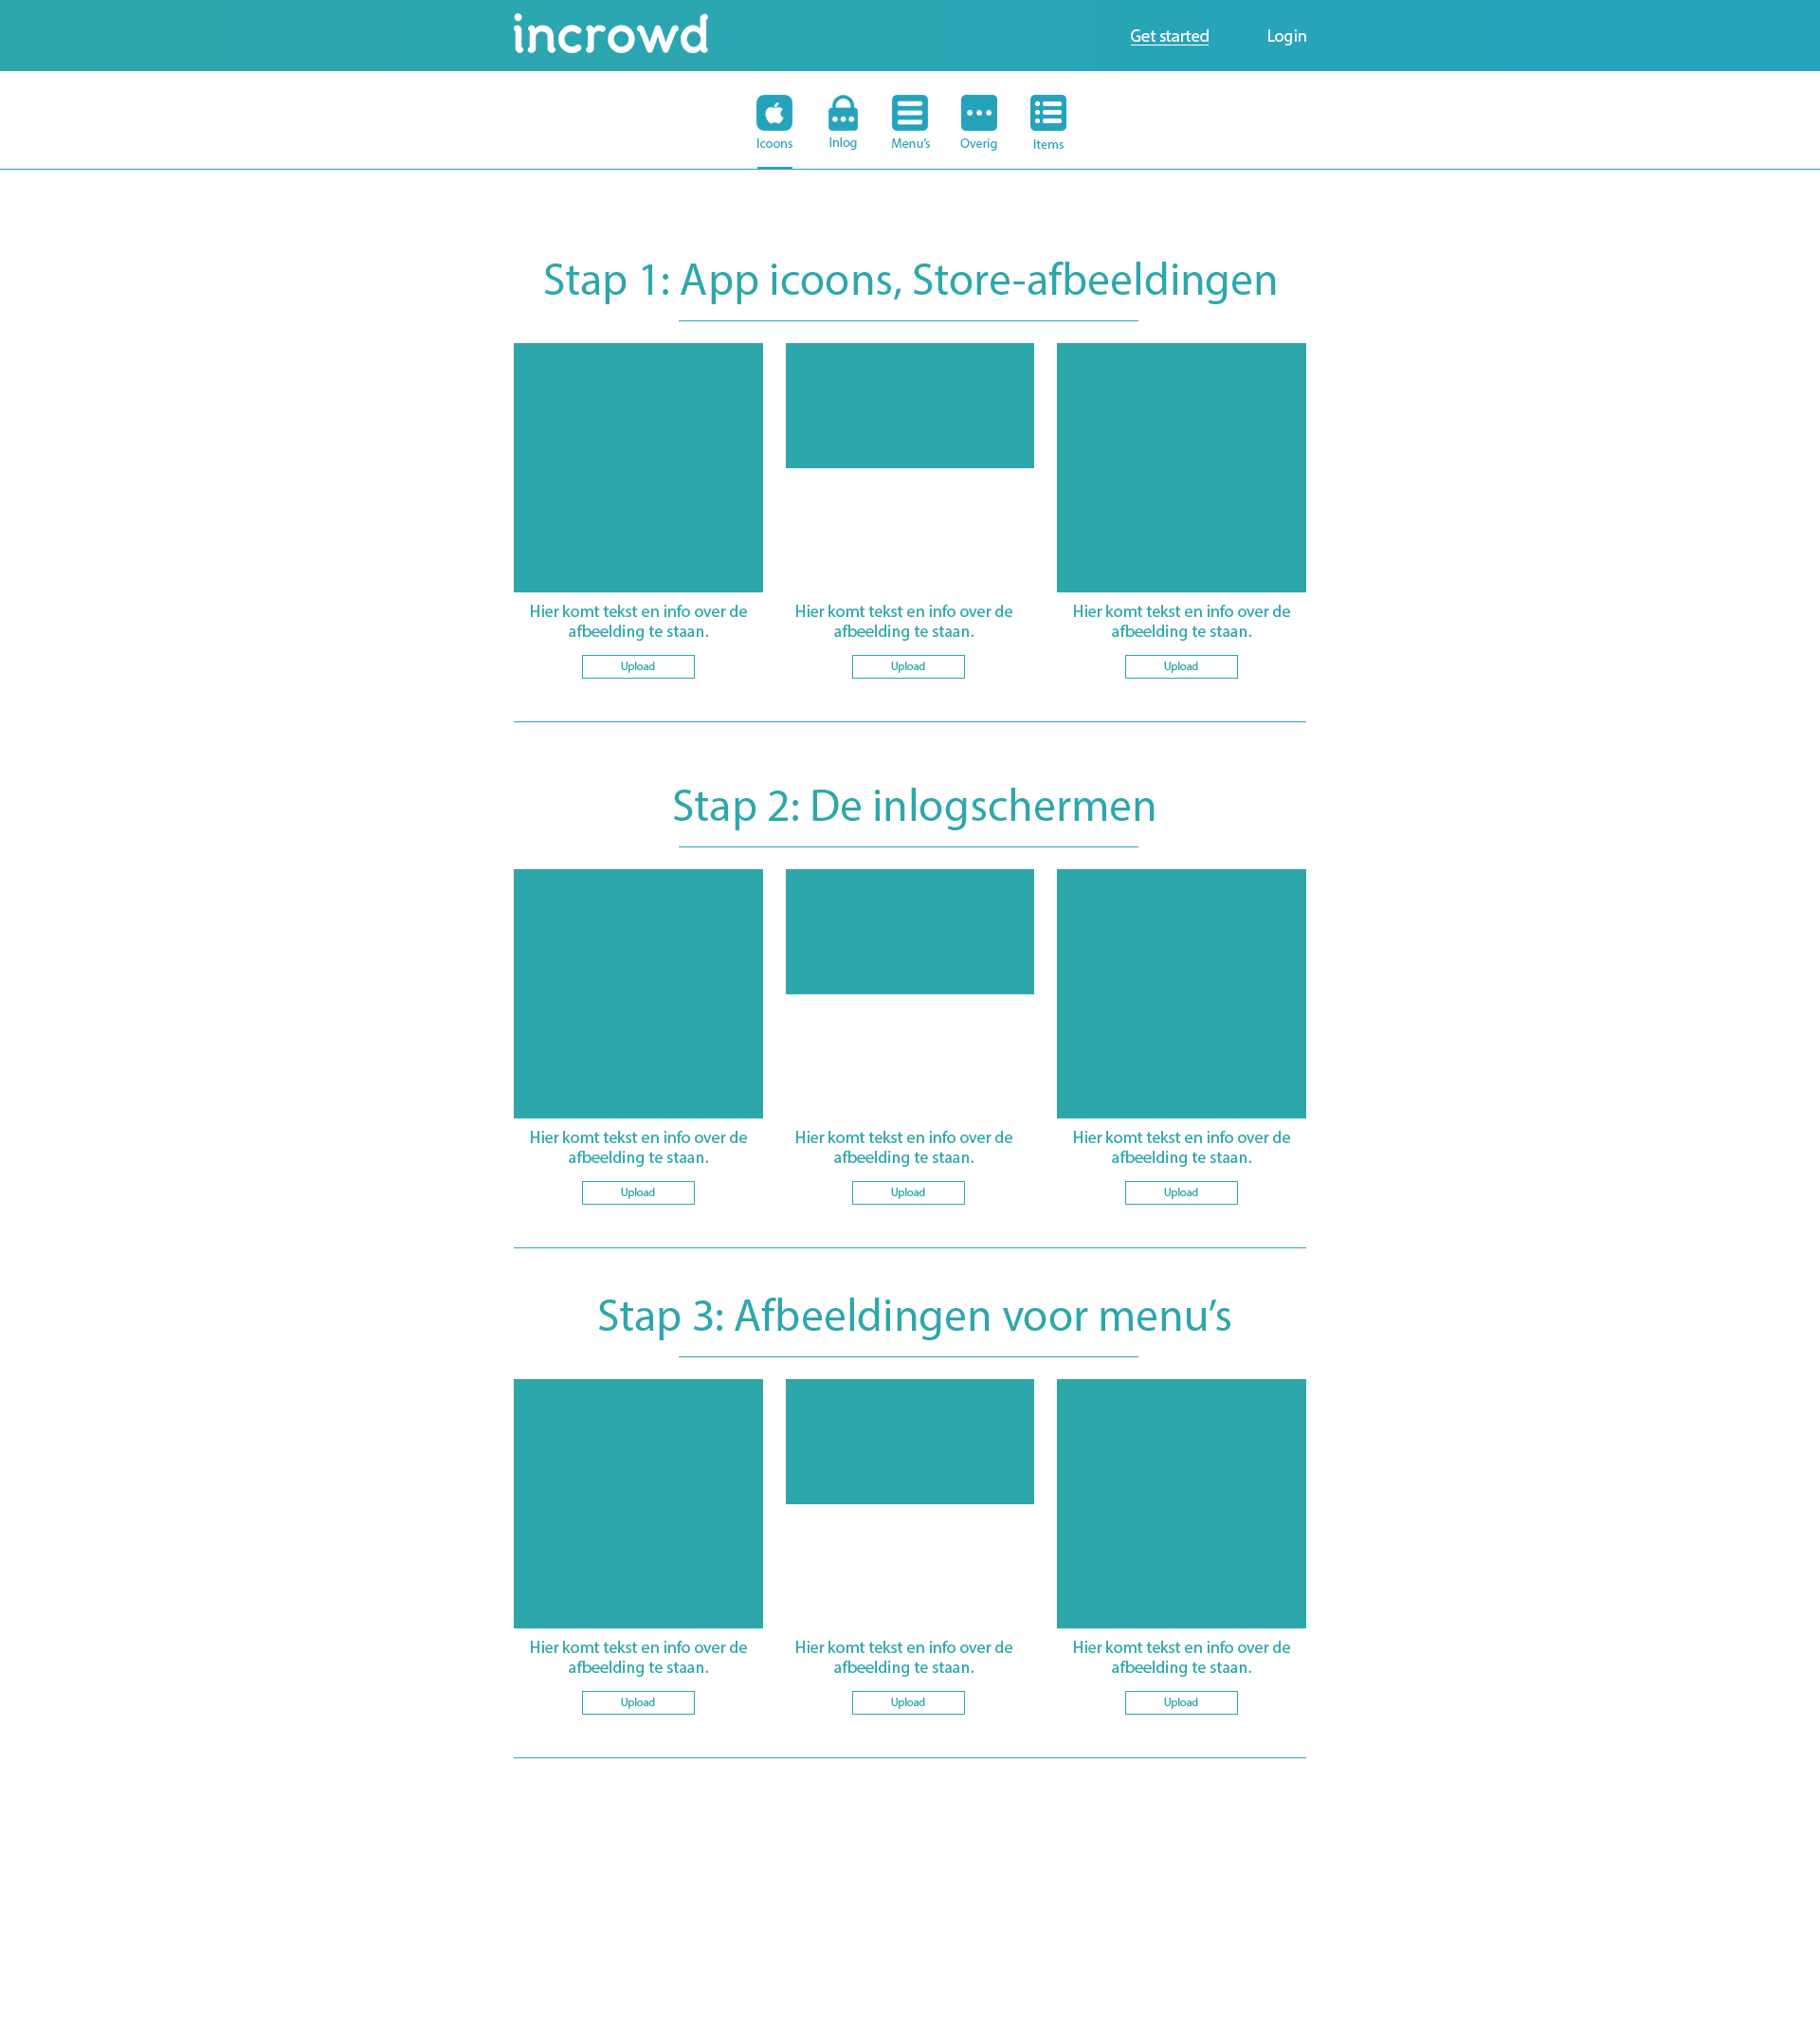 incrowd
Get started
Login
Icoons
Inlog
Menu’s
Overig
Items
Stap 1: App icoons, Store-afbeeldingen
Hier komt tekst en info over de
afbeelding te staan.
Upload
Hier komt tekst en info over de
afbeelding te staan.
Upload
Hier komt tekst en info over de
afbeelding te staan.
Upload
Stap 2: De inlogschermen
Hier komt tekst en info over de
afbeelding te staan.
Upload
Hier komt tekst en info over de
afbeelding te staan.
Upload
Hier komt tekst en info over de
afbeelding te staan.
Upload
Stap 3: Afbeeldingen voor menu’s
Hier komt tekst en info over de
afbeelding te staan.
Upload
Hier komt tekst en info over de
afbeelding te staan.
Upload
Hier komt tekst en info over de
afbeelding te staan.
Upload